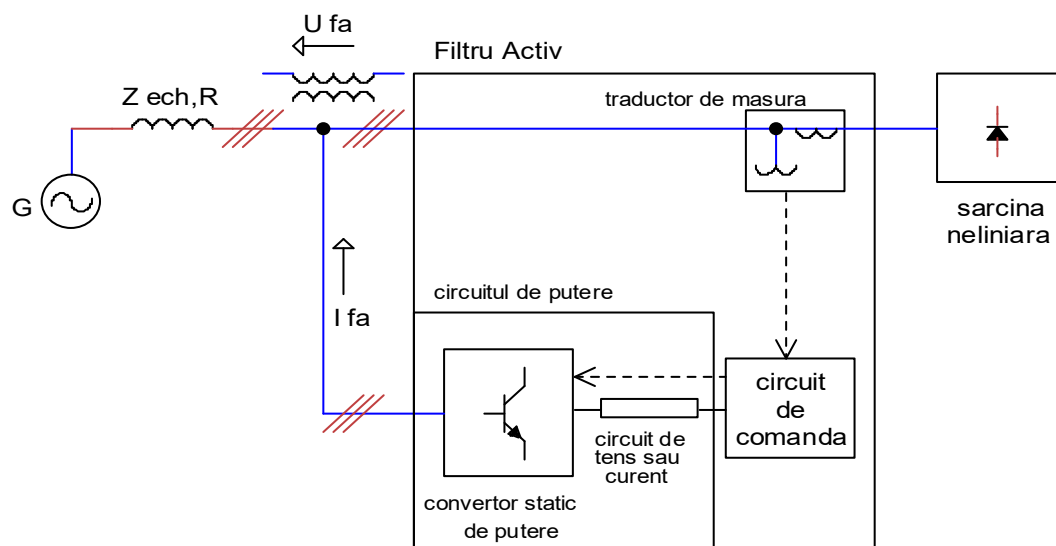 U fa
Filtru Activ
Z ech,R
traductor de masura
G
sarcina
neliniara
I fa
circuitul de putere
circuit
de
comanda
circuit de
tens sau
curent
convertor static
de putere